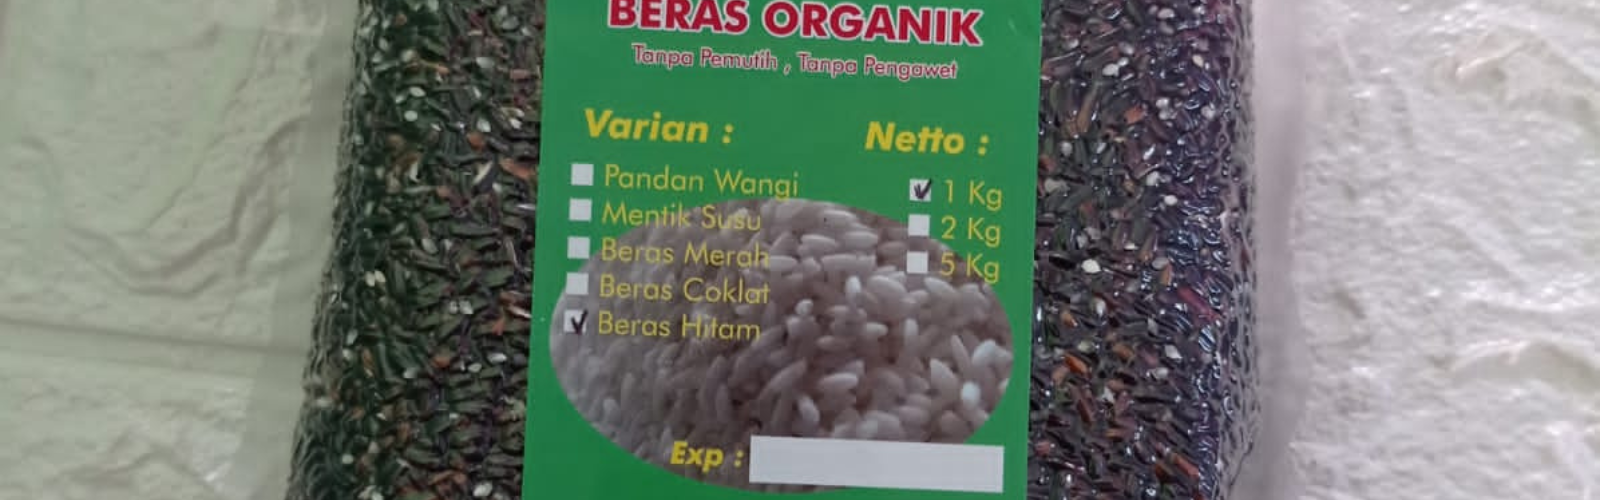 BERAS ORGANIK
Tanpa Pemutih , Tanpa Pengawet
Varian :
Pandan Wangi
Mentik Susu
Beras Merah
Beras Coklat
Beras Hitam
Netto :
1 Kg
2 Kg
5 Kg
Exp :